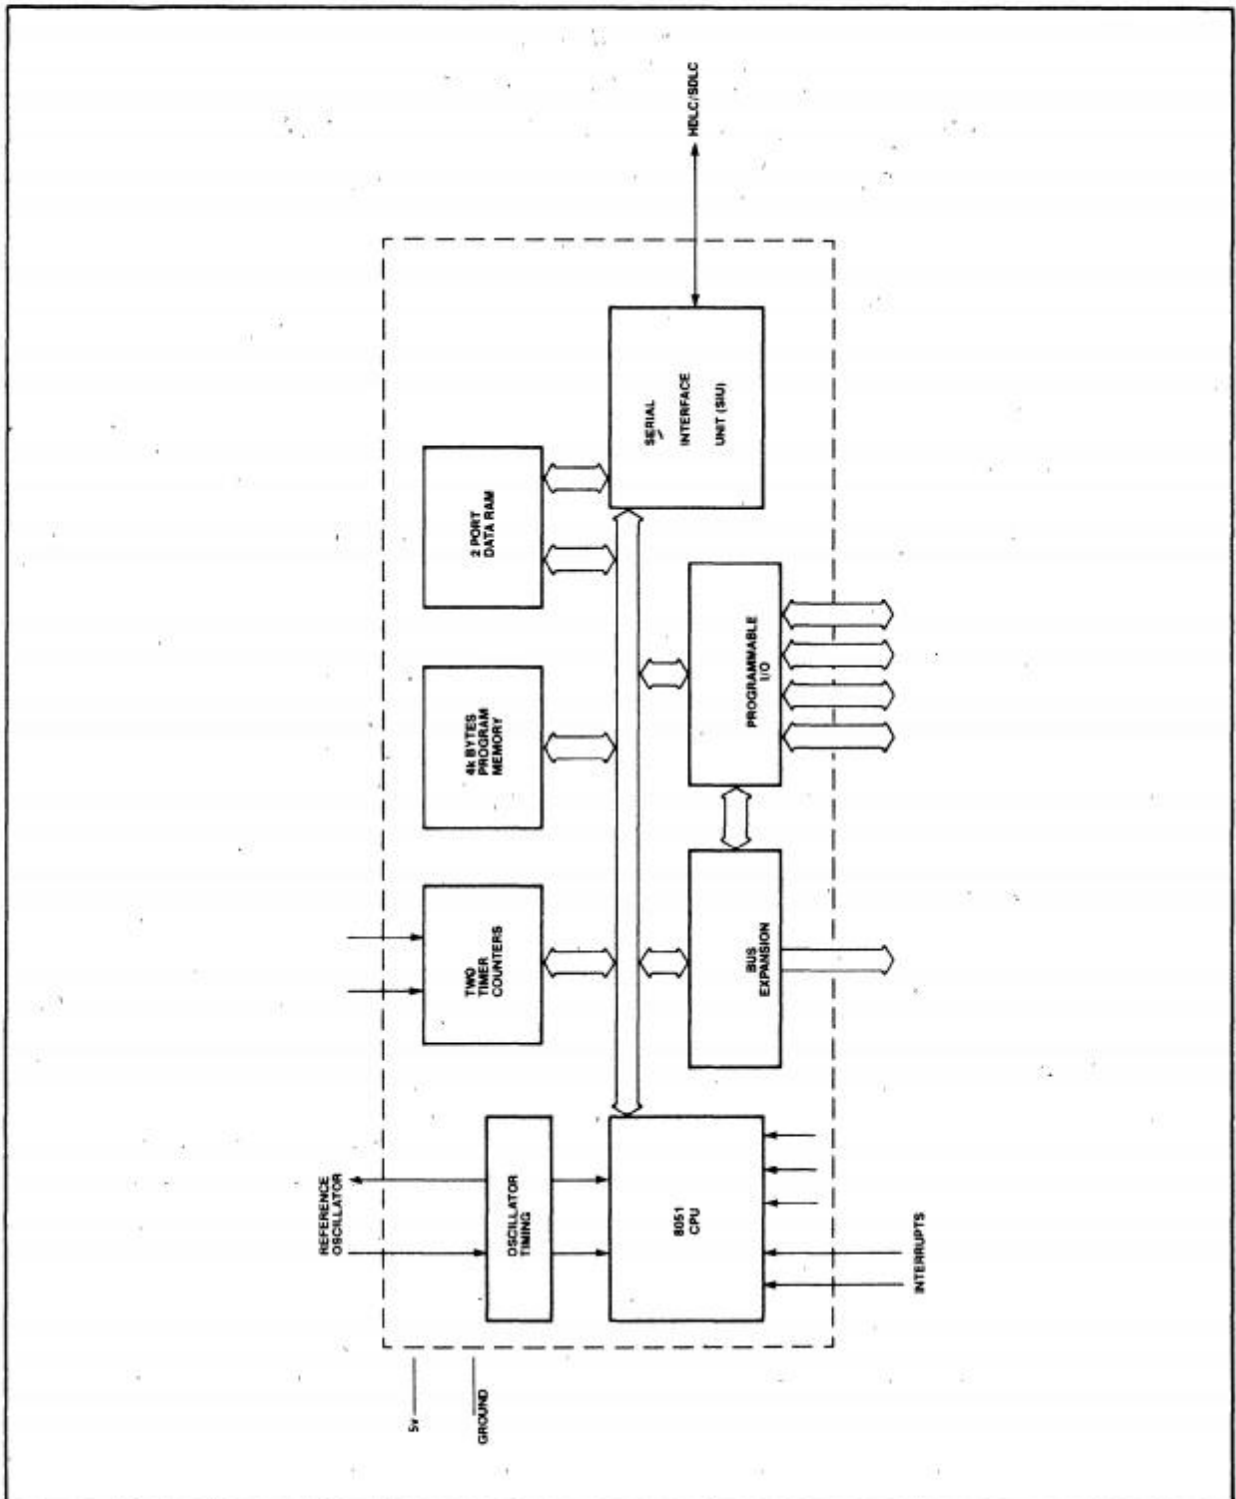 REFERENCE
OSCILLATOR
5v
GROUND
OSCILLATOR
TIMING
TWO
TIMER
COUNTERS
4k BYTES
PROGRAM
MEMORY
2 PORT
DATA RAM
8051
CPU
SERIAL
INTERFACE
UNIT (SIU)
HDLC/SDLC
BUS
EXPANSION
PROGRAMMABLE
I/O
INTERRUPTS